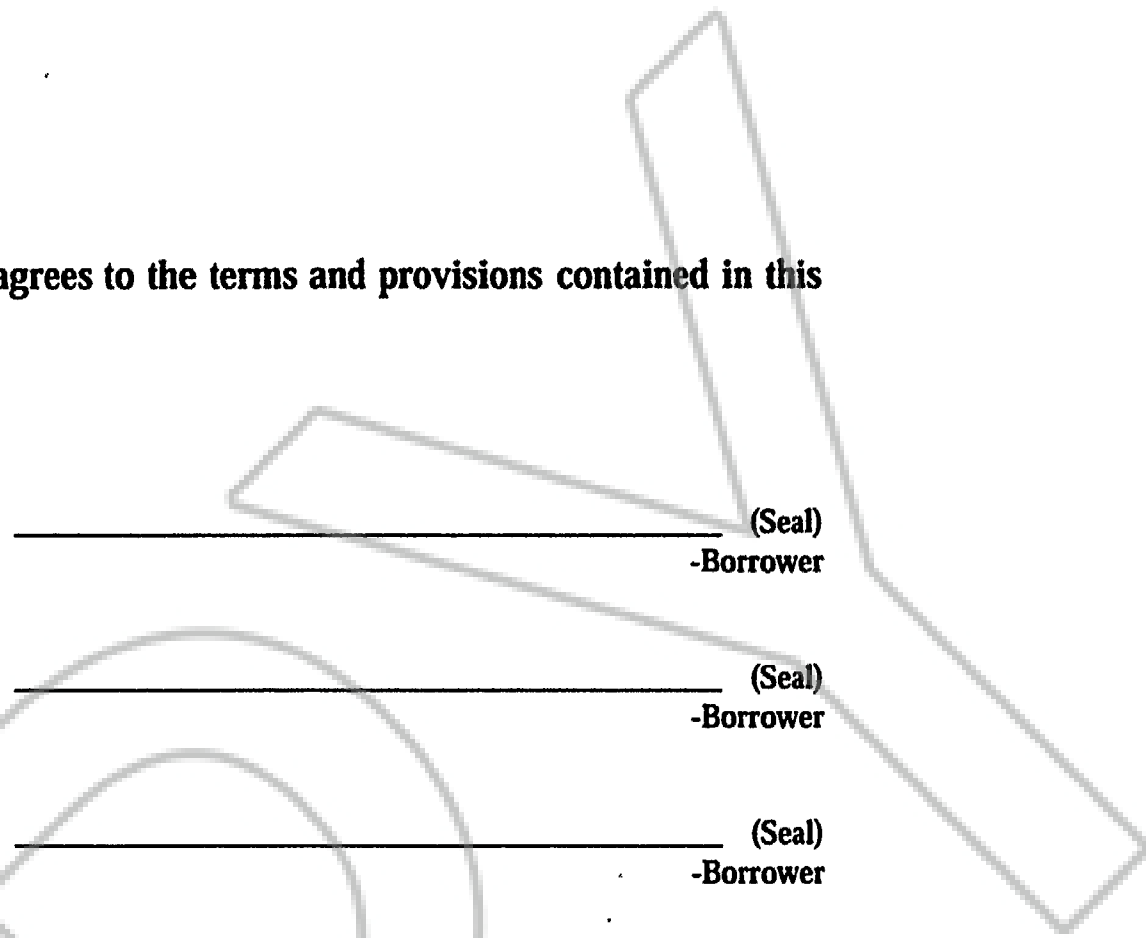 agrees to the terms and provisions contained in this
(Seal)
-Borrower
(Seal)
-Borrower
(Seal)
-Borrower